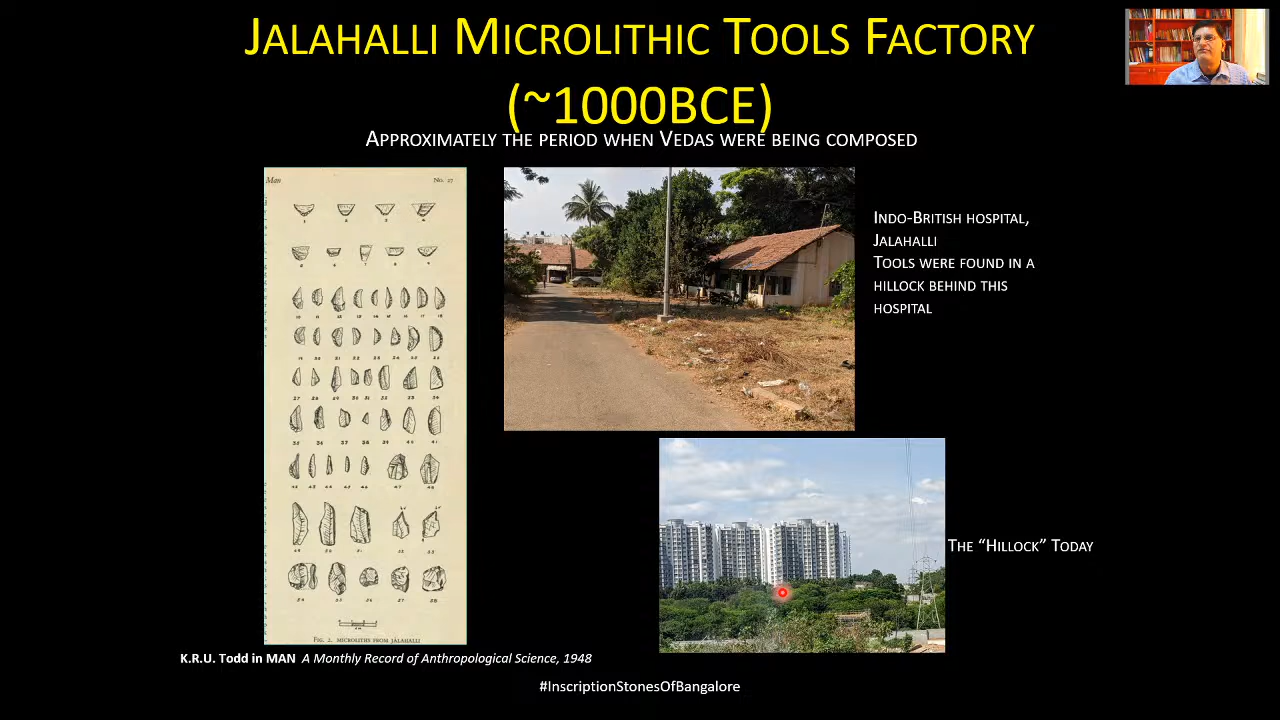 Jalahalli Microlithic Tools Factory
(~1000BCE)
Approximately the period when Vedas were being composed
Man
No. 27
Indo-British hospital,
Jalahalli
Tools were found in a
hillock behind this
hospital
The “Hillock” Today
Fig. 2. Microliths from Jalahalli
K.R.U. Todd in MAN A Monthly Record of Anthropological Science, 1948
#InscriptionStonesOfBangalore